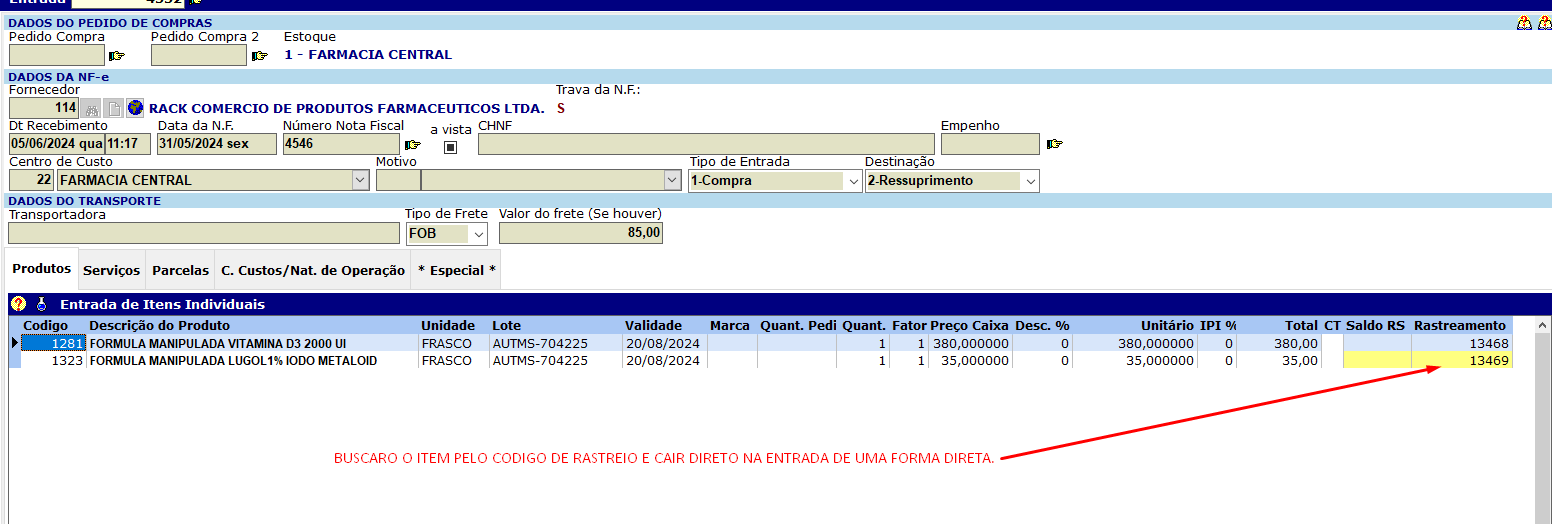 Entrada 4552
DADOS DO PEDIDO DE COMPRAS
Pedido Compra Pedido Compra 2 Estoque
1 - FARMACIA CENTRAL
DADOS DA NF-e
Fornecedor Trava da N.F.:
114 RACK COMERCIO DE PRODUTOS FARMACEUTICOS LTDA. S
Dt Recebimento Data da N.F. Número Nota Fiscal a vista CHNF Empenho
05/06/2024 qua 11:17 31/05/2024 sex 4546
Centro de Custo Motivo Tipo de Entrada Destinação
22 FARMACIA CENTRAL 1-Compra 2-Ressuprimento
DADOS DO TRANSPORTE
Transportadora Tipo de Frete Valor do frete (Se houver)
FOB 85,00
Produtos Serviços Parcelas C. Custos/Nat. de Operação * Especial *
Entrada de Itens Individuais
Codigo Descrição do Produto Unidade Lote Validade Marca Quant. Pedi Quant. Fator Preço Caixa Desc. % Unitário IPI % Total CT Saldo RS Rastreamento
1281 FORMULA MANIPULADA VITAMINA D3 2000 UI FRASCO AUTMS-704225 20/08/2024 1 1 380,000000 0 380,000000 0 380,00 13468
1323 FORMULA MANIPULADA LUGOL1% IODO METALOID FRASCO AUTMS-704225 20/08/2024 1 1 35,000000 0 35,000000 0 35,00 13469
BUSCARO O ITEM PELO CODIGO DE RASTREIO E CAIR DIRETO NA ENTRADA DE UMA FORMA DIRETA.